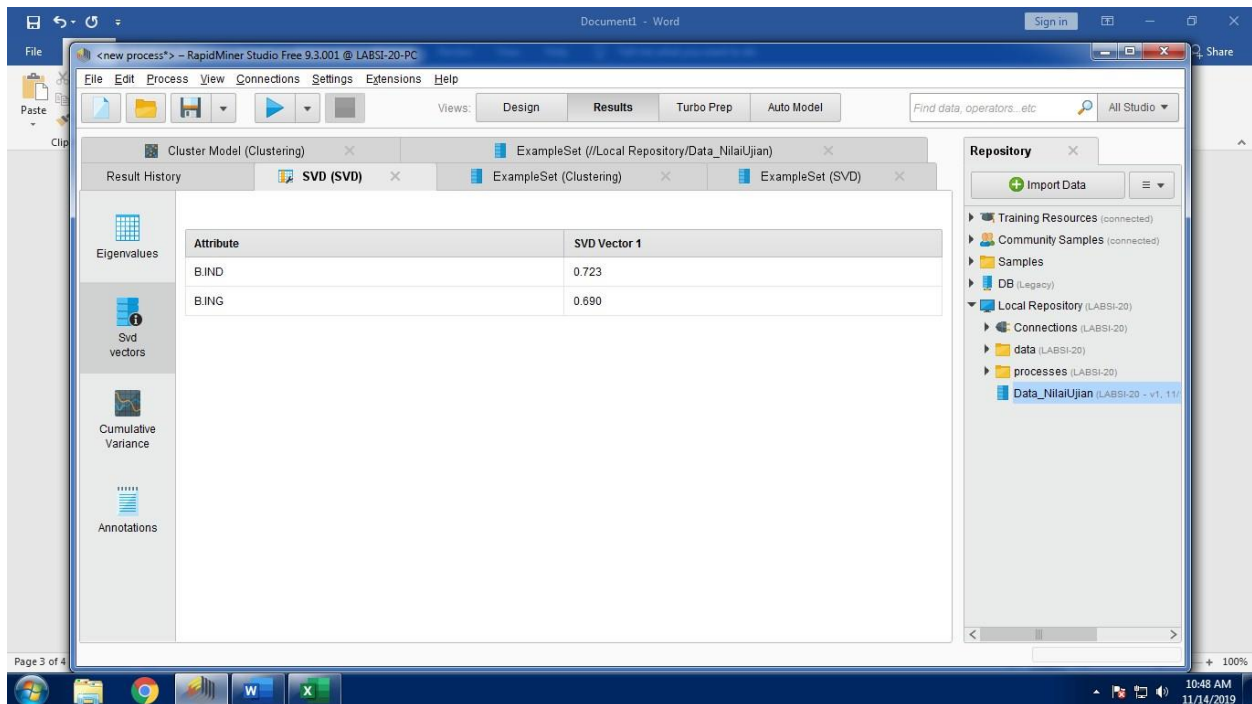 Document1 - Word
Sign in
File
Share
<new process*> – RapidMiner Studio Free 9.3.001 @ LABSI-20-PC
File Edit Process View Connections Settings Extensions Help
Paste
Clip
Views:
Design
Results
Turbo Prep
Auto Model
Find data, operators...etc
All Studio
Cluster Model (Clustering)
ExampleSet (//Local Repository/Data_NilaiUjian)
Result History
SVD (SVD)
ExampleSet (Clustering)
ExampleSet (SVD)
Eigenvalues
Svd
vectors
Cumulative
Variance
Annotations
Attribute
SVD Vector 1
B.IND
0.723
B.ING
0.690
Repository
Import Data
Training Resources (connected)
Community Samples (connected)
Samples
DB (Legacy)
Local Repository (LABSI-20)
Connections (LABSI-20)
data (LABSI-20)
processes (LABSI-20)
Data_NilaiUjian (LABSI-20 - v1, 11/
Page 3 of 4
100%
10:48 AM
11/14/2019